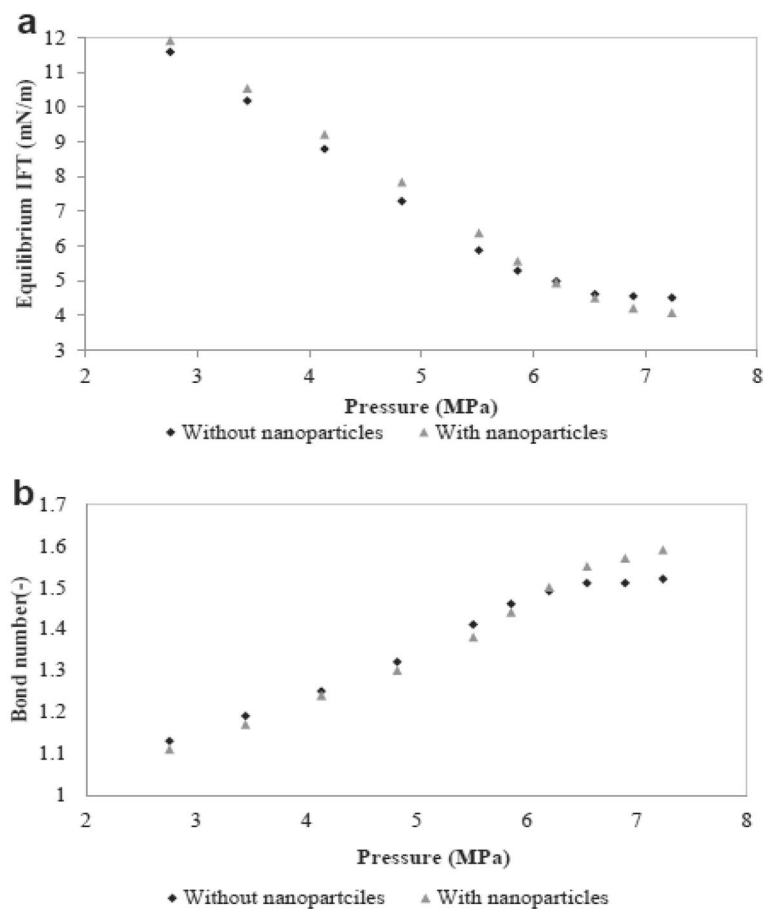 a
Equilibrium IFT (mN/m)
12
11
10
9
8
7
6
5
4
3
2 3 4 5 6 7 8
Pressure (MPa)
Without nanoparticles With nanoparticles
b
Bond number(-)
1.7
1.6
1.5
1.4
1.3
1.2
1.1
1
2 3 4 5 6 7 8
Pressure (MPa)
Without nanopartciles With nanoparticles